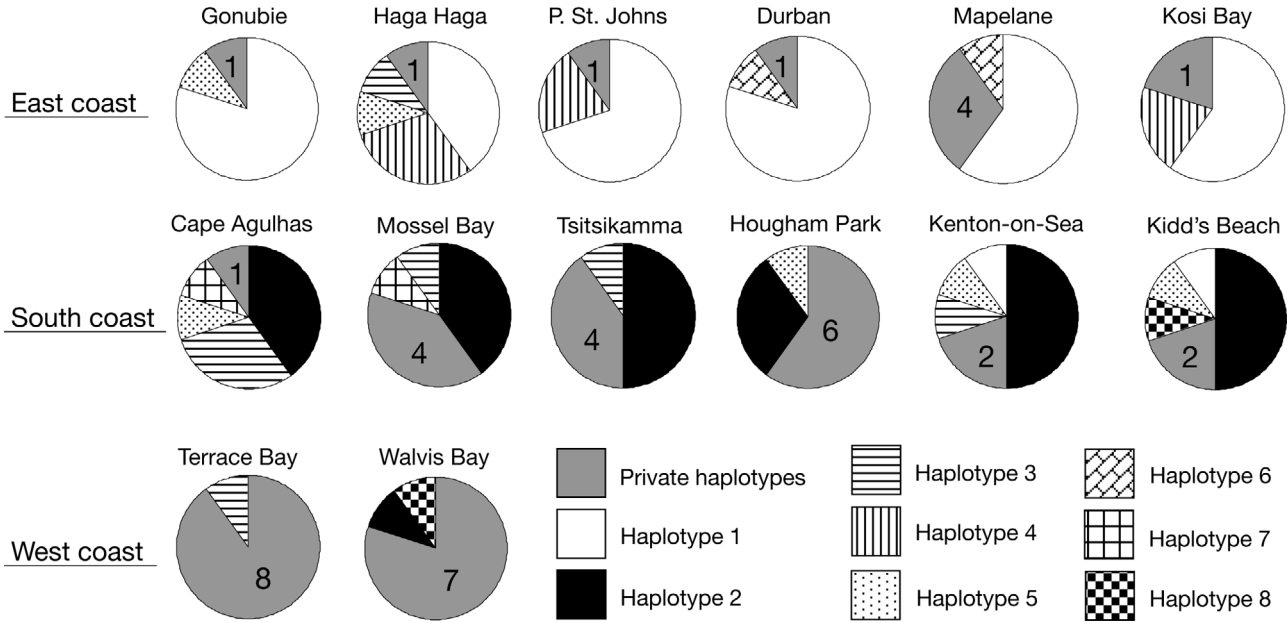 Gonubie Haga Haga P. St. Johns Durban Mapelane Kosi Bay
East coast
1 1 1 1 4 1
Cape Agulhas Mossel Bay Tsitsikamma Hougham Park Kenton-on-Sea Kidd's Beach
South coast
1 4 4 6 2 2
Terrace Bay Walvis Bay
West coast
8 7
Private haplotypes
Haplotype 1
Haplotype 2
Haplotype 3
Haplotype 4
Haplotype 5
Haplotype 6
Haplotype 7
Haplotype 8